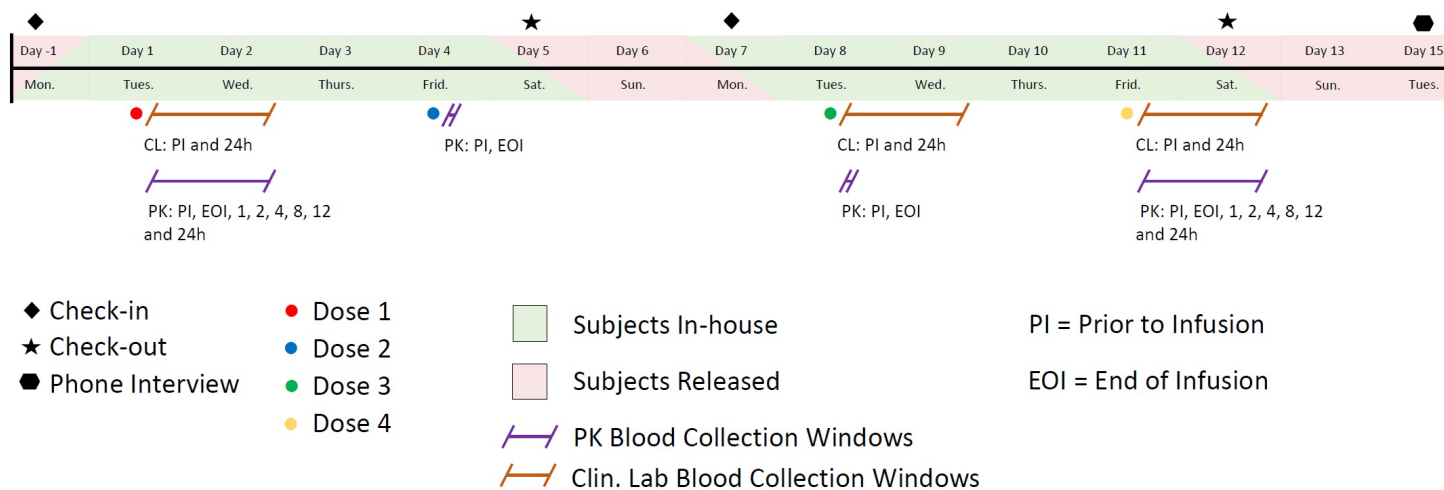 Day -1 Day 1 Day 2 Day 3 Day 4 Day 5 Day 6 Day 7 Day 8 Day 9 Day 10 Day 11 Day 12 Day 13 Day 15
Mon. Tues. Wed. Thurs. Frid. Sat. Sun. Mon. Tues. Wed. Thurs. Frid. Sat. Sun. Tues.
CL: PI and 24h PK: PI, EOI CL: PI and 24h CL: PI and 24h
PK: PI, EOI, 1, 2, 4, 8, 12 PK: PI, EOI PK: PI, EOI, 1, 2, 4, 8, 12
and 24h and 24h
Check-in
Check-out
Phone Interview
Dose 1
Dose 2
Dose 3
Dose 4
Subjects In-house
Subjects Released
PK Blood Collection Windows
Clin. Lab Blood Collection Windows
PI = Prior to Infusion
EOI = End of Infusion